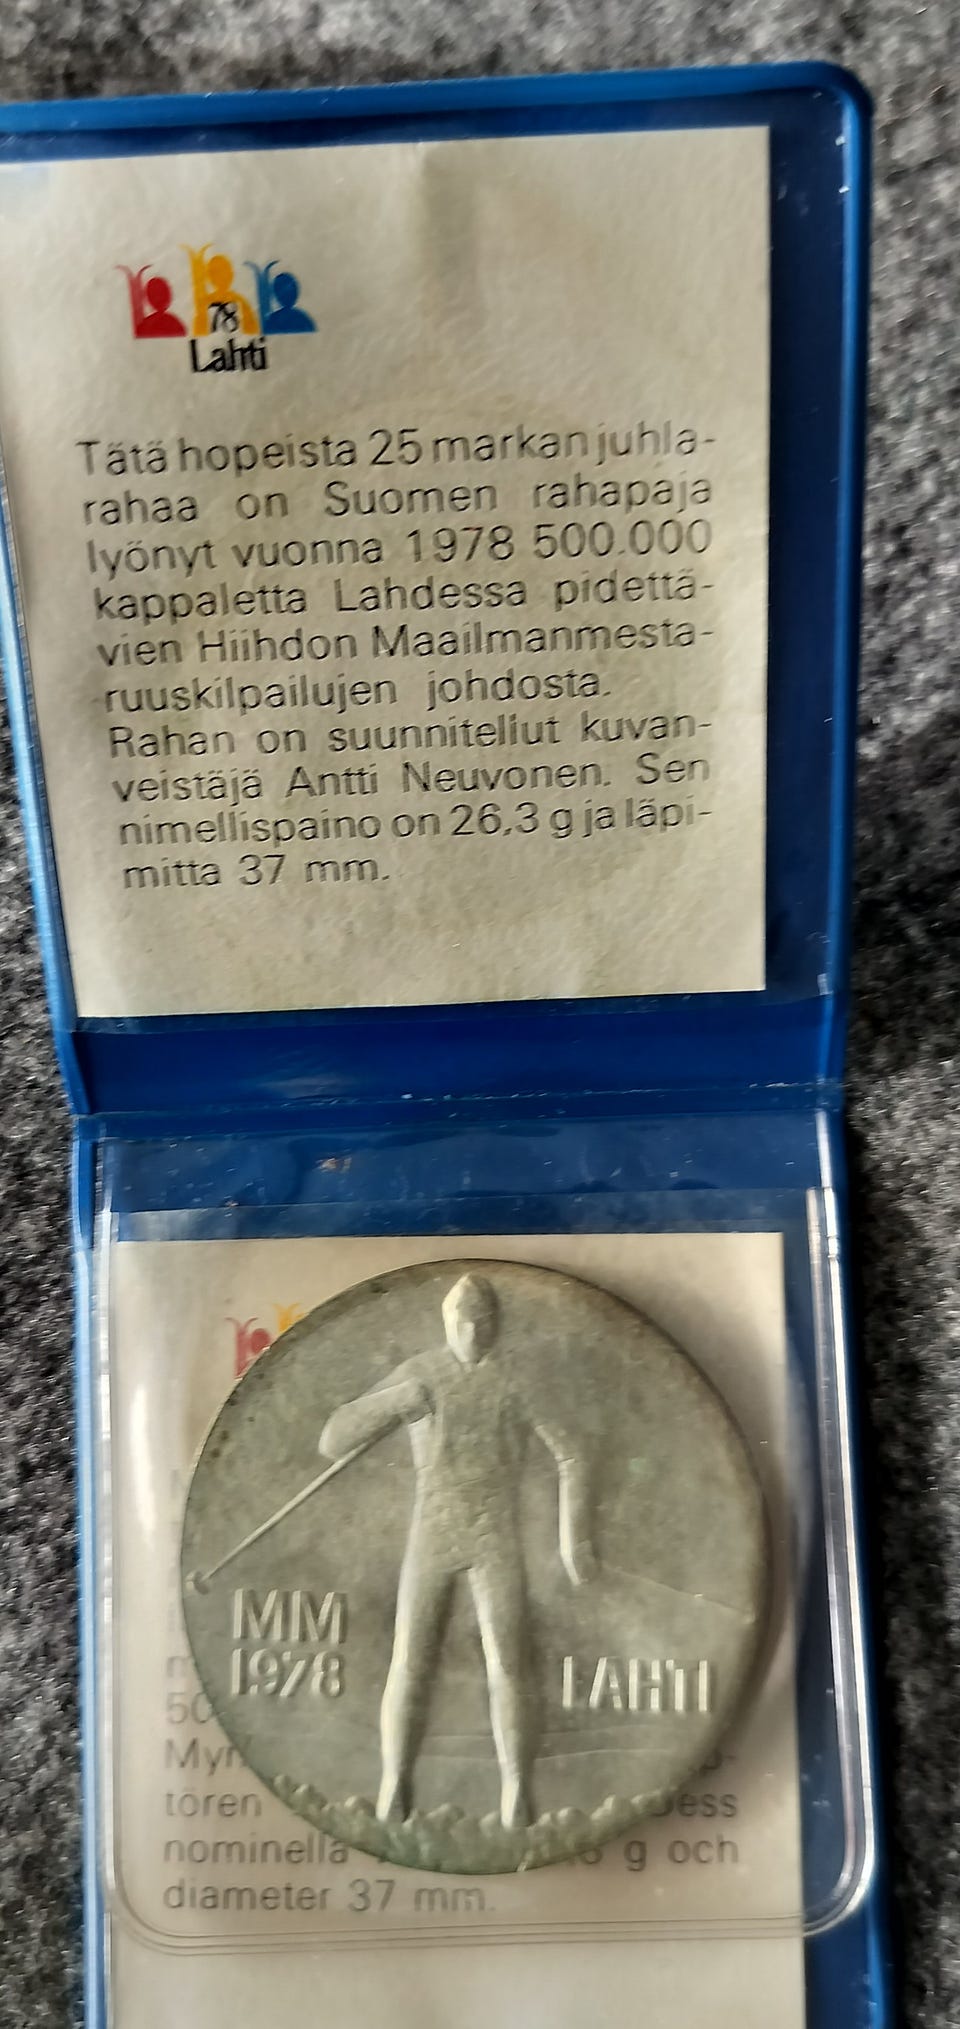 78
Lahti
Tätä hopeista 25 markan juhla-
rahaa on Suomen rahapaja
lyönyt vuonna 1978 500.000
kappaletta Lahdessa pidettä-
vien Hiihdon Maailmanmesta-
ruuskilpailujen johdosta.
Rahan on suunnitellut kuvan-
veistäjä Antti Neuvonen. Sen
nimellispaino on 26,3 g ja läpi-
mitta 37 mm.
MM
1978
LAHTI
tören
nominella g och
diameter 37 mm.